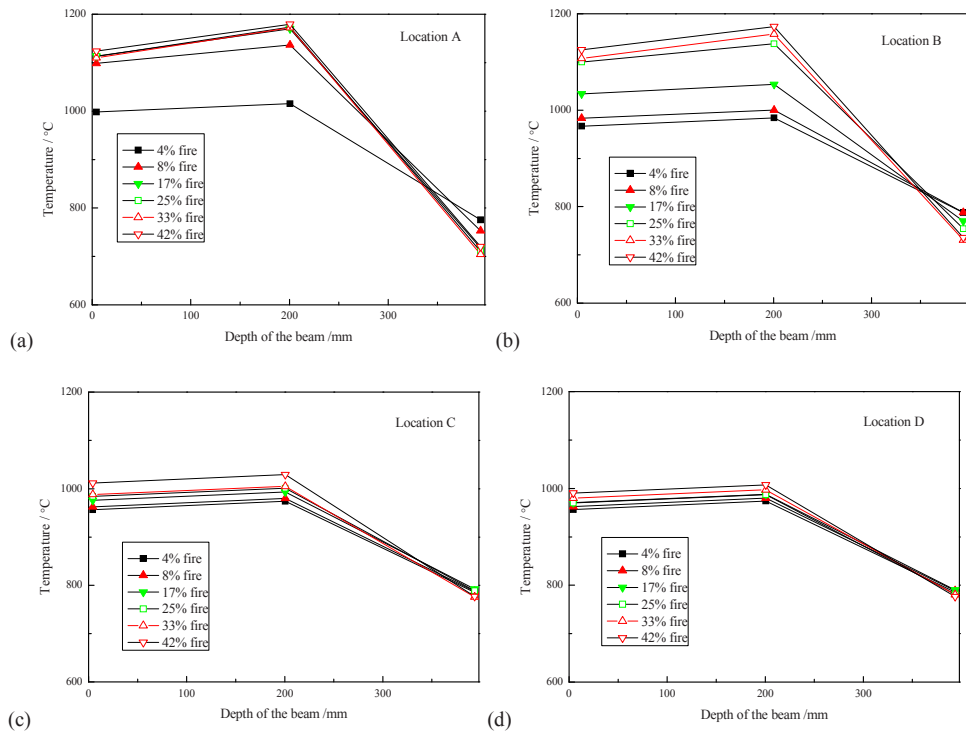 1200
1000
800
600
Temperature / °C
Location A
4% fire
8% fire
17% fire
25% fire
33% fire
42% fire
0
100
200
300
Depth of the beam /mm
(a)
1200
1000
800
600
Temperature / °C
Location B
4% fire
8% fire
17% fire
25% fire
33% fire
42% fire
0
100
200
300
Depth of the beam /mm
(b)
1200
1000
800
600
Temperature / °C
Location C
4% fire
8% fire
17% fire
25% fire
33% fire
42% fire
0
100
200
300
Depth of the beam /mm
(c)
1200
1000
800
600
Temperature / °C
Location D
4% fire
8% fire
17% fire
25% fire
33% fire
42% fire
0
100
200
300
Depth of the beam /mm
(d)